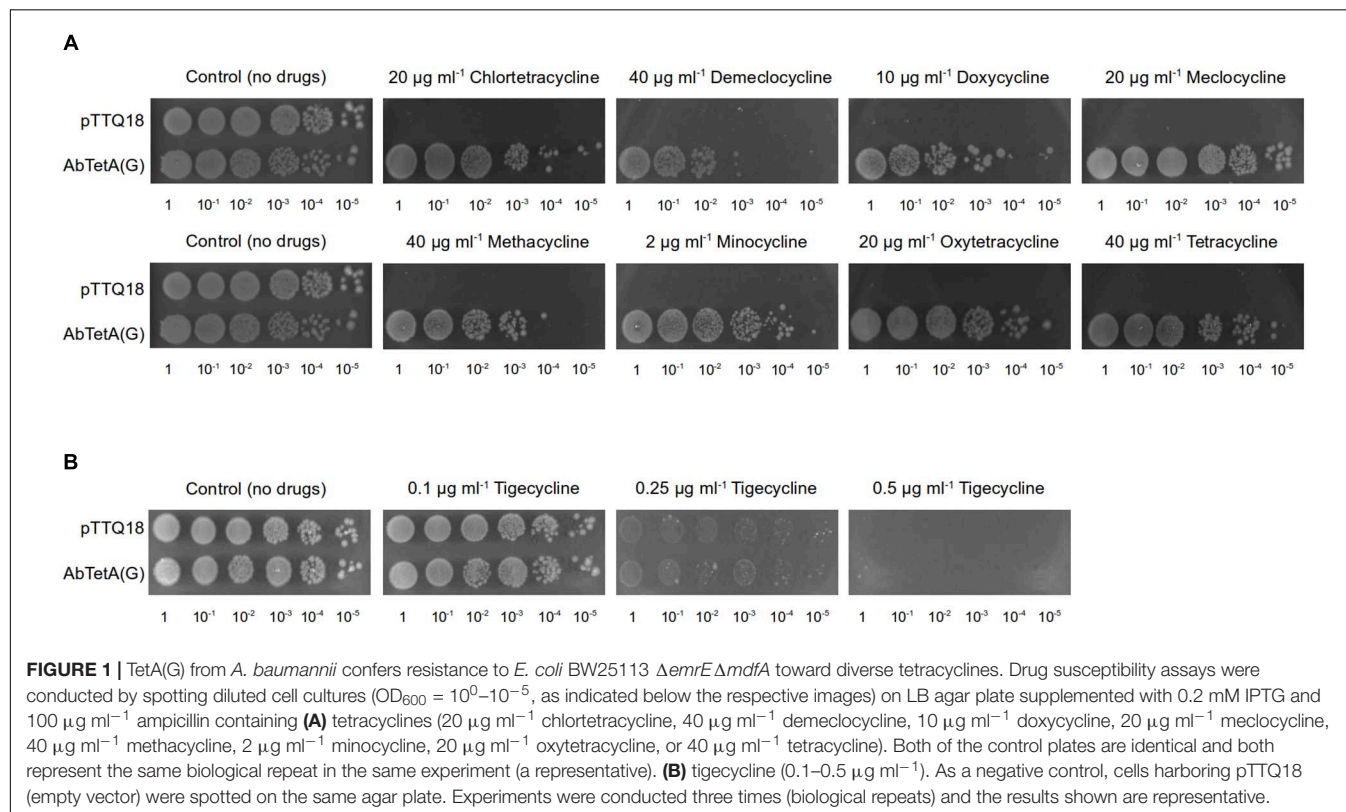 A
Control (no drugs) 20 µg ml⁻¹ Chlortetracycline 40 µg ml⁻¹ Demeclocycline 10 µg ml⁻¹ Doxycycline 20 µg ml⁻¹ Meclocycline
pTTQ18
AbTetA(G)
1 10⁻¹ 10⁻² 10⁻³ 10⁻⁴ 10⁻⁵ 1 10⁻¹ 10⁻² 10⁻³ 10⁻⁴ 10⁻⁵ 1 10⁻¹ 10⁻² 10⁻³ 10⁻⁴ 10⁻⁵ 1 10⁻¹ 10⁻² 10⁻³ 10⁻⁴ 10⁻⁵ 1 10⁻¹ 10⁻² 10⁻³ 10⁻⁴ 10⁻⁵
Control (no drugs) 40 µg ml⁻¹ Methacycline 2 µg ml⁻¹ Minocycline 20 µg ml⁻¹ Oxytetracycline 40 µg ml⁻¹ Tetracycline
pTTQ18
AbTetA(G)
1 10⁻¹ 10⁻² 10⁻³ 10⁻⁴ 10⁻⁵ 1 10⁻¹ 10⁻² 10⁻³ 10⁻⁴ 10⁻⁵ 1 10⁻¹ 10⁻² 10⁻³ 10⁻⁴ 10⁻⁵ 1 10⁻¹ 10⁻² 10⁻³ 10⁻⁴ 10⁻⁵ 1 10⁻¹ 10⁻² 10⁻³ 10⁻⁴ 10⁻⁵
B
Control (no drugs) 0.1 µg ml⁻¹ Tigecycline 0.25 µg ml⁻¹ Tigecycline 0.5 µg ml⁻¹ Tigecycline
pTTQ18
AbTetA(G)
1 10⁻¹ 10⁻² 10⁻³ 10⁻⁴ 10⁻⁵ 1 10⁻¹ 10⁻² 10⁻³ 10⁻⁴ 10⁻⁵ 1 10⁻¹ 10⁻² 10⁻³ 10⁻⁴ 10⁻⁵ 1 10⁻¹ 10⁻² 10⁻³ 10⁻⁴ 10⁻⁵
FIGURE 1 | TetA(G) from A. baumannii confers resistance to E. coli BW25113 ΔemrEΔmdfA toward diverse tetracyclines. Drug susceptibility assays were
conducted by spotting diluted cell cultures (OD₆₀₀ = 10⁰–10⁻⁵, as indicated below the respective images) on LB agar plate supplemented with 0.2 mM IPTG and
100 µg ml⁻¹ ampicillin containing (A) tetracyclines (20 µg ml⁻¹ chlortetracycline, 40 µg ml⁻¹ demeclocycline, 10 µg ml⁻¹ doxycycline, 20 µg ml⁻¹ meclocycline,
40 µg ml⁻¹ methacycline, 2 µg ml⁻¹ minocycline, 20 µg ml⁻¹ oxytetracycline, or 40 µg ml⁻¹ tetracycline). Both of the control plates are identical and both
represent the same biological repeat in the same experiment (a representative). (B) tigecycline (0.1–0.5 µg ml⁻¹). As a negative control, cells harboring pTTQ18
(empty vector) were spotted on the same agar plate. Experiments were conducted three times (biological repeats) and the results shown are representative.